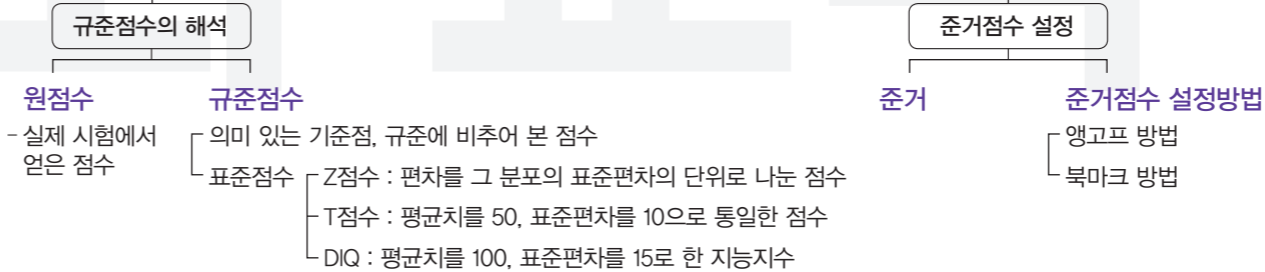 규준점수의 해석
준거점수 설정
원점수
규준점수
준거
준거점수 설정방법
- 실제 시험에서
얻은 점수
의미 있는 기준점, 규준에 비추어 본 점수
표준점수
Z점수 : 편차를 그 분포의 표준편차의 단위로 나눈 점수
T점수 : 평균치를 50, 표준편차를 10으로 통일한 점수
DIQ : 평균치를 100, 표준편차를 15로 한 지능지수
앵고프 방법
북마크 방법